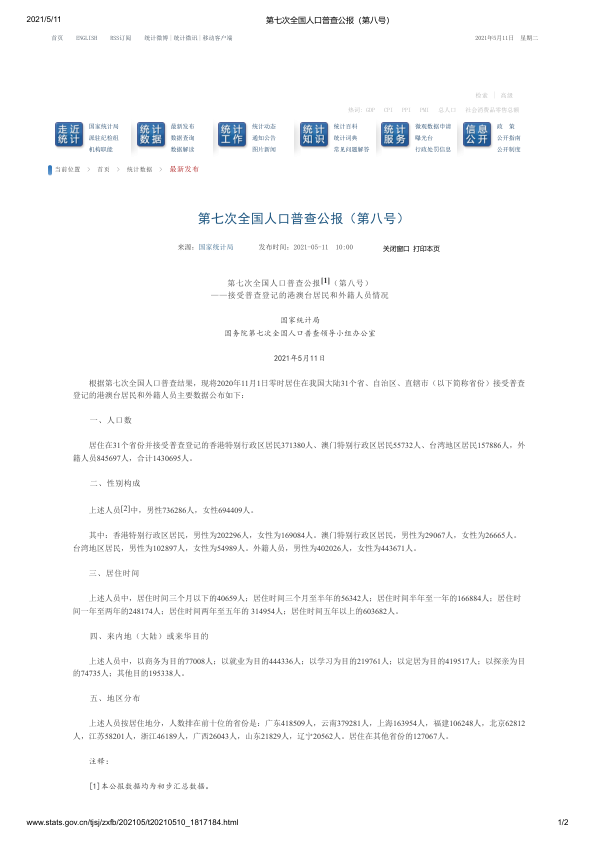 2021/5/11 第七次全国人口普查公报（第八号）
首页 ENGLISH RSS订阅 统计微博 | 统计微讯 | 移动客户端 2021年5月11日 星期二
检索 | 高级
热词：GDP CPI PPI PMI 总人口 社会消费品零售总额
走近统计 国家统计局 派驻纪检组 机构职能
统计数据 最新发布 数据查询 数据解读
统计工作 统计动态 通知公告 图片新闻
统计知识 统计百科 统计词典 常见问题解答
统计服务 微观数据申请 曝光台 行政处罚信息
信息公开 政 策 公开指南 公开制度
当前位置 > 首页 > 统计数据 > 最新发布
第七次全国人口普查公报（第八号）
来源：国家统计局 发布时间：2021-05-11 10:00 关闭窗口 打印本页
第七次全国人口普查公报[1]（第八号）
——接受普查登记的港澳台居民和外籍人员情况
国家统计局
国务院第七次全国人口普查领导小组办公室
2021年5月11日
根据第七次全国人口普查结果，现将2020年11月1日零时居住在我国大陆31个省、自治区、直辖市（以下简称省份）接受普查
登记的港澳台居民和外籍人员主要数据公布如下：
一、人口数
居住在31个省份并接受普查登记的香港特别行政区居民371380人、澳门特别行政区居民55732人、台湾地区居民157886人，外
籍人员845697人，合计1430695人。
二、性别构成
上述人员[2]中，男性736286人，女性694409人。
其中：香港特别行政区居民，男性为202296人，女性为169084人。澳门特别行政区居民，男性为29067人，女性为26665人。
台湾地区居民，男性为102897人，女性为54989人。外籍人员，男性为402026人，女性为443671人。
三、居住时间
上述人员中，居住时间三个月以下的40659人；居住时间三个月至半年的56342人；居住时间半年至一年的166884人；居住时
间一年至两年的248174人；居住时间两年至五年的 314954人；居住时间五年以上的603682人。
四、来内地（大陆）或来华目的
上述人员中，以商务为目的77008人；以就业为目的444336人，以学习为目的219761人；以定居为目的419517人；以探亲为目
的74735人；其他目的195338人。
五、地区分布
上述人员按居住地分，人数排在前十位的省份是：广东418509人，云南379281人，上海163954人，福建106248人，北京62812
人，江苏58201人，浙江46189人，广西26043人，山东21829人，辽宁20562人。居住在其他省份的127067人。
注释：
[1]本公报数据均为初步汇总数据。
www.stats.gov.cn/tjsj/zxfb/202105/t20210510_1817184.html 1/2